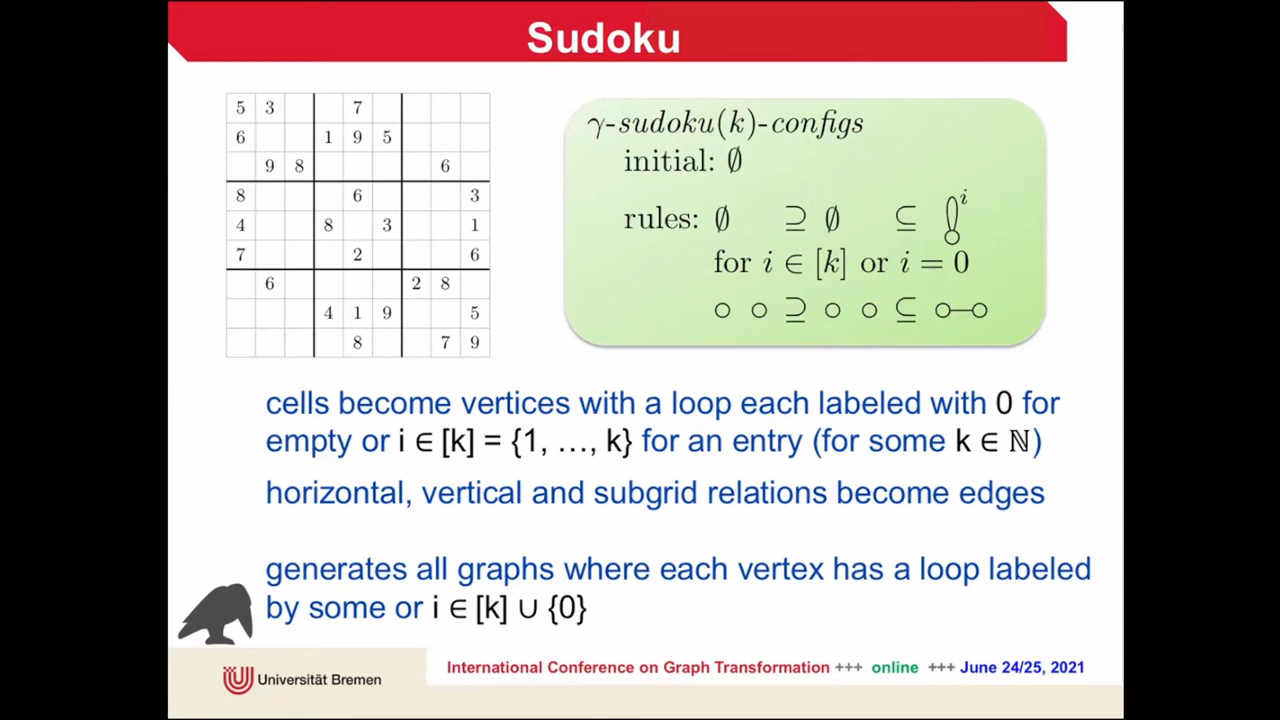 Sudoku
5 3 7
6 1 9 5
9 8 6
8 6 3
4 8 3 1
7 2 6
6 2 8
4 1 9 5
8 7 9
γ-sudoku(k)-configs
initial: ∅
rules: ∅ ⊇ ∅ ⊆ i
for i ∈ [k] or i = 0
⊇ ⊆
cells become vertices with a loop each labeled with 0 for
empty or i ∈ [k] = {1, …, k} for an entry (for some k ∈ ℕ)
horizontal, vertical and subgrid relations become edges
generates all graphs where each vertex has a loop labeled
by some or i ∈ [k] ∪ {0}
Universität Bremen
International Conference on Graph Transformation +++ online +++ June 24/25, 2021